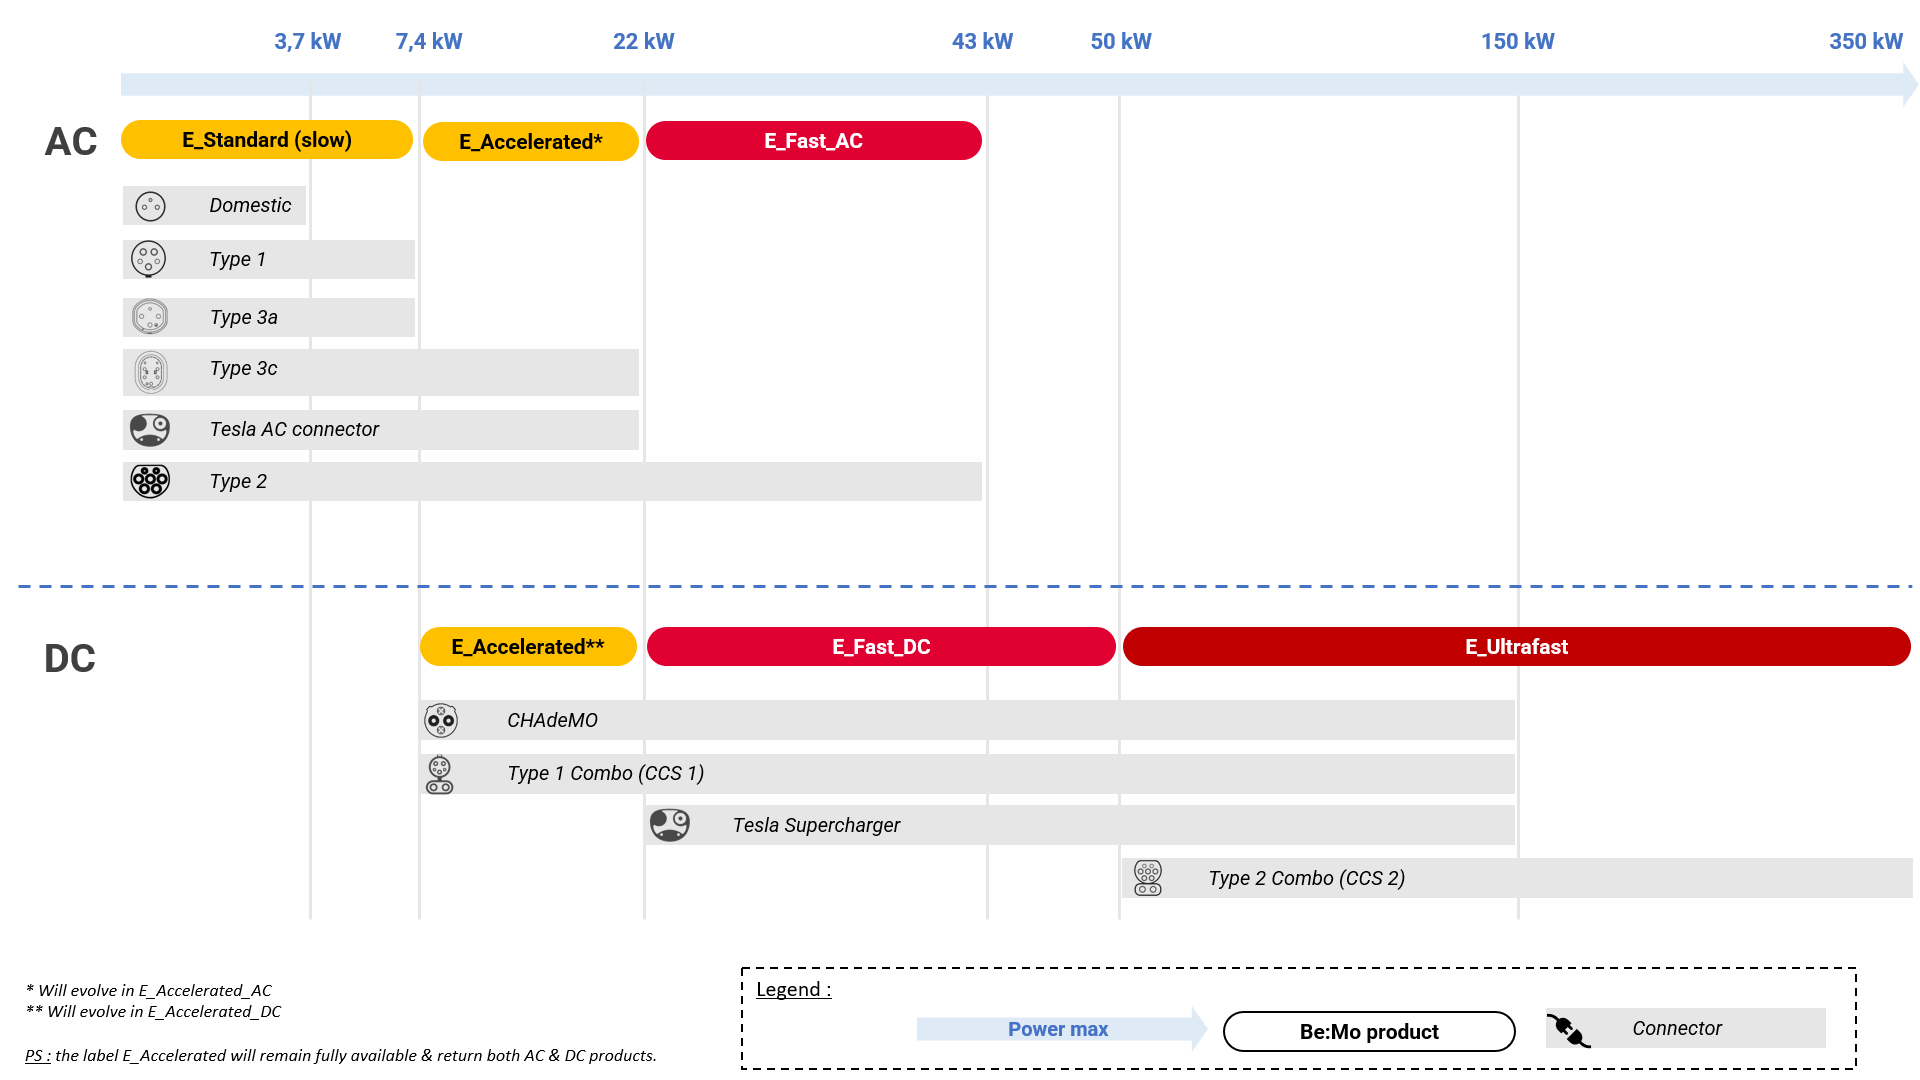 3,7 kW 7,4 kW 22 kW 43 kW 50 kW 150 kW 350 kW
AC
E_Standard (slow) E_Accelerated* E_Fast_AC
Domestic
Type 1
Type 3a
Type 3c
Tesla AC connector
Type 2
DC
E_Accelerated** E_Fast_DC E_Ultrafast
CHAdeMO
Type 1 Combo (CCS 1)
Tesla Supercharger
Type 2 Combo (CCS 2)
* Will evolve in E_Accelerated_AC
** Will evolve in E_Accelerated_DC
PS : the label E_Accelerated will remain fully available & return both AC & DC products.
Legend :
Power max Be:Mo product Connector